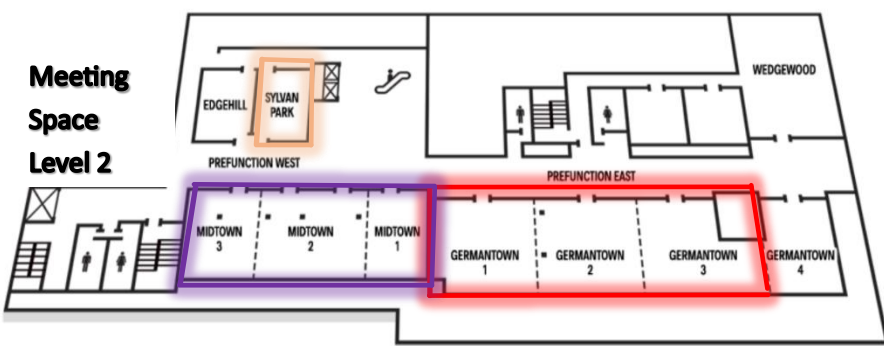 Meeting
Space
Level 2
WEDGEWOOD
EDGEHILL
SYLVAN
PARK
PREFUNCTION WEST
PREFUNCTION EAST
MIDTOWN
3
MIDTOWN
2
MIDTOWN
1
GERMANTOWN
1
GERMANTOWN
2
GERMANTOWN
3
GERMANTOWN
4